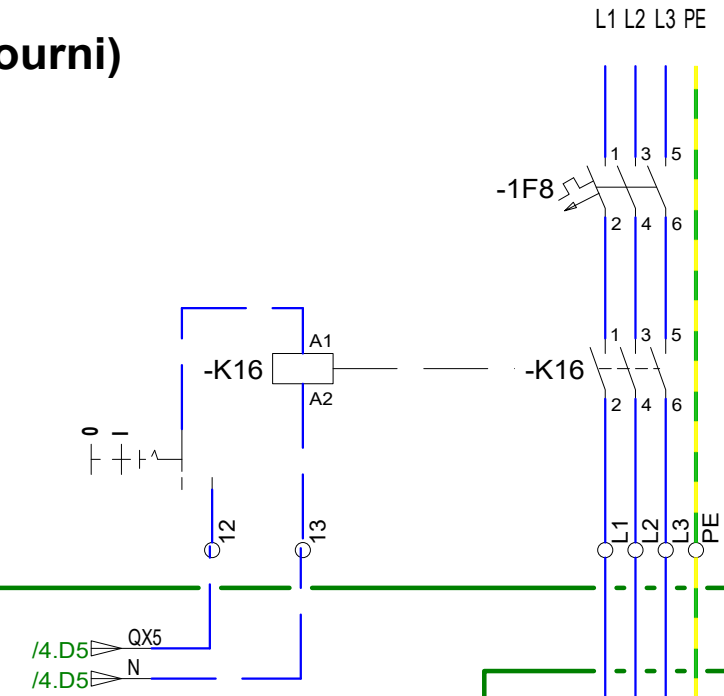 L1 L2 L3 PE
ourni)
1 3 5
-1F8
2 4 6
A1
-K16
A2
1 3 5
-K16
2 4 6
0 I
12
13
L1
L2
L3
PE
/4.D5 QX5
/4.D5 N